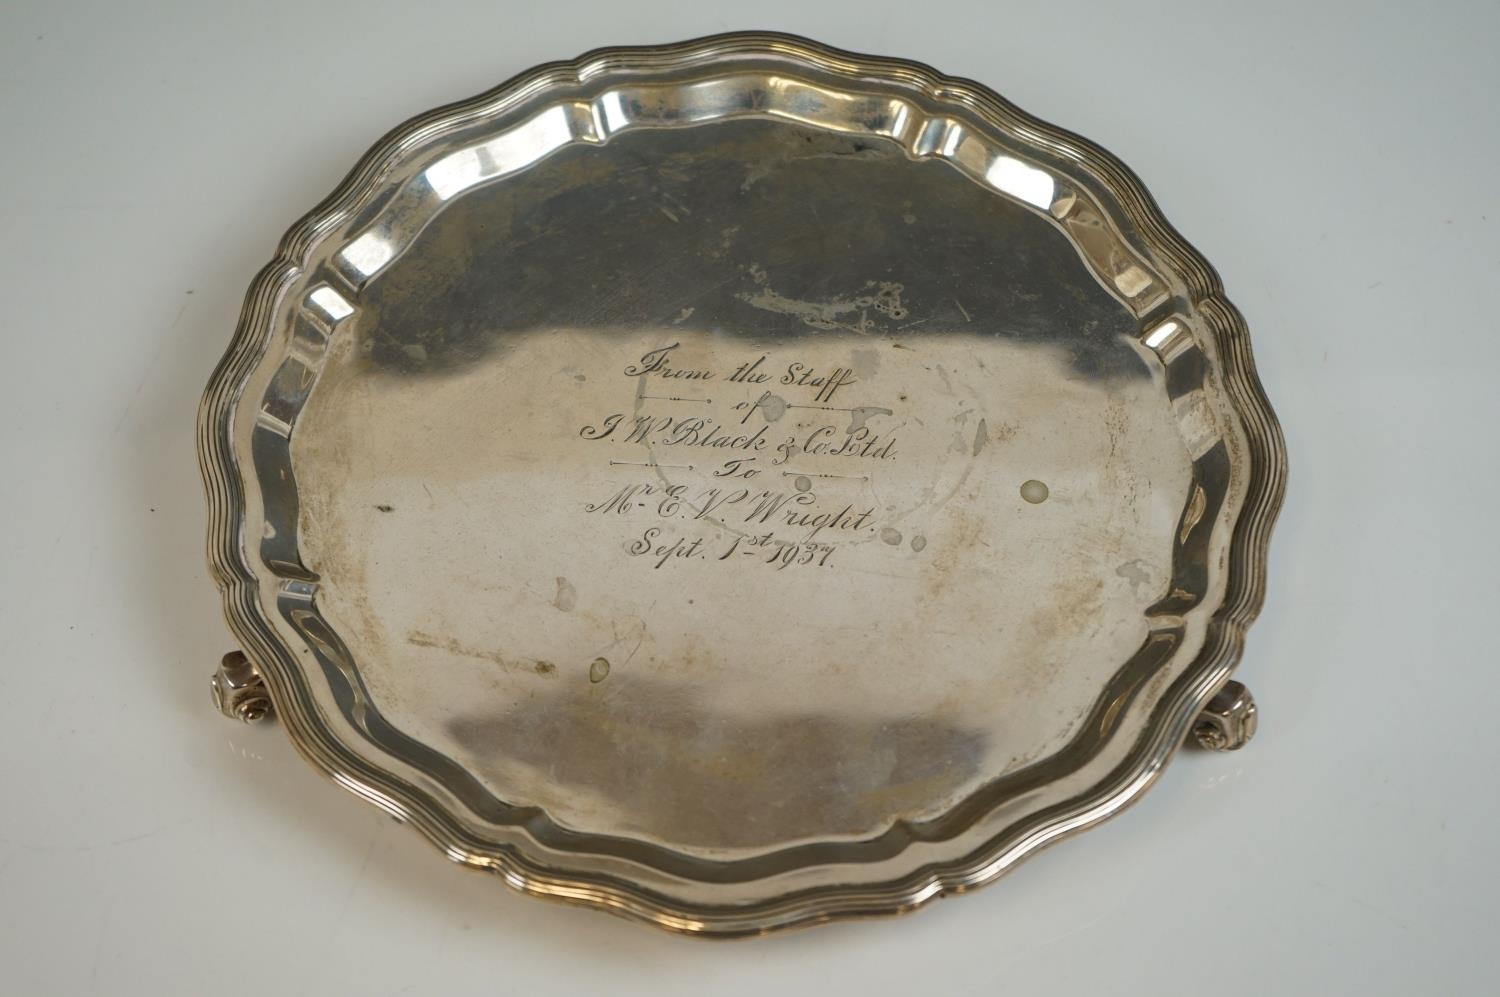 From the Staff
of
J. W. Black & Co. Ltd.
To
Mr E. V. Wright.
Sept. 1st 1937.